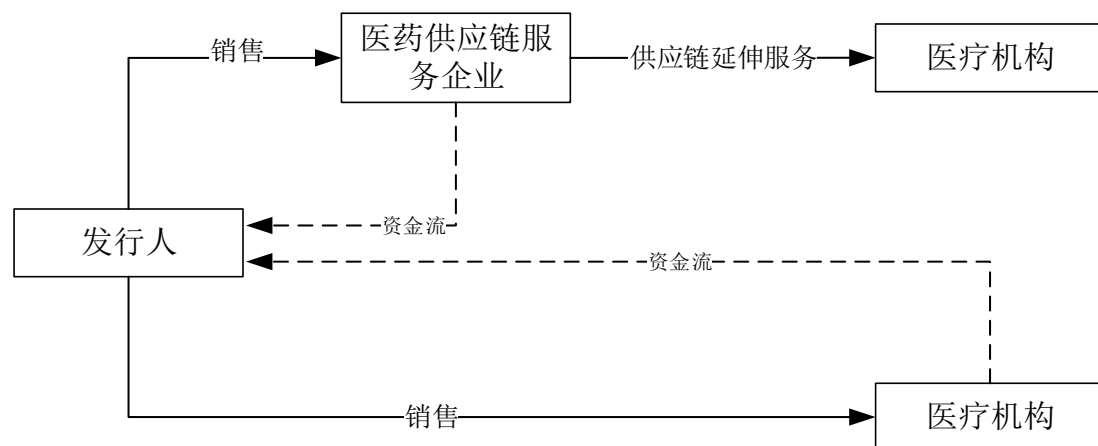 销售
医药供应链服
务企业
供应链延伸服务
医疗机构
发行人
资金流
资金流
销售
医疗机构